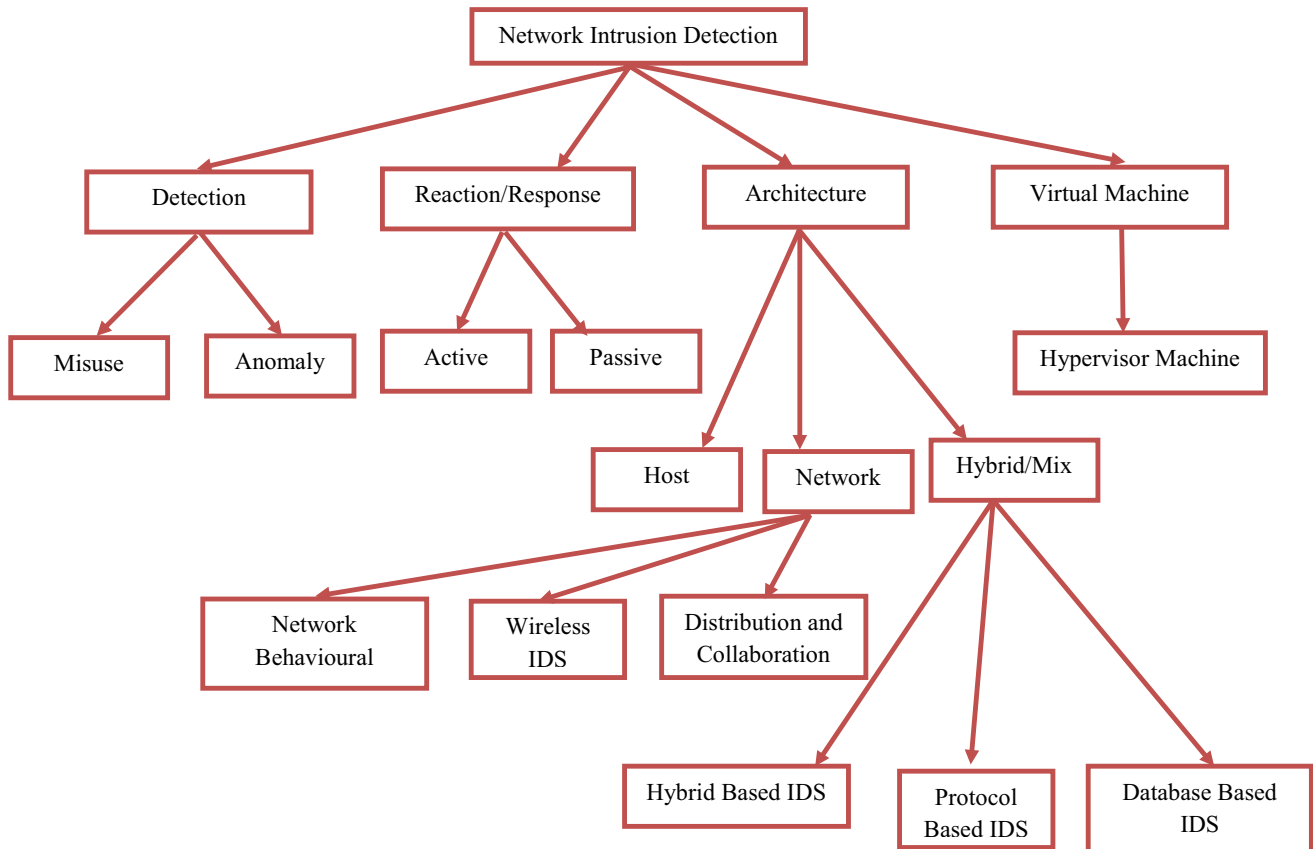 Network Intrusion Detection
Detection
Reaction/Response
Architecture
Virtual Machine
Misuse
Anomaly
Active
Passive
Hypervisor Machine
Host
Network
Hybrid/Mix
Network
Behavioural
Wireless
IDS
Distribution and
Collaboration
Hybrid Based IDS
Protocol
Based IDS
Database Based
IDS